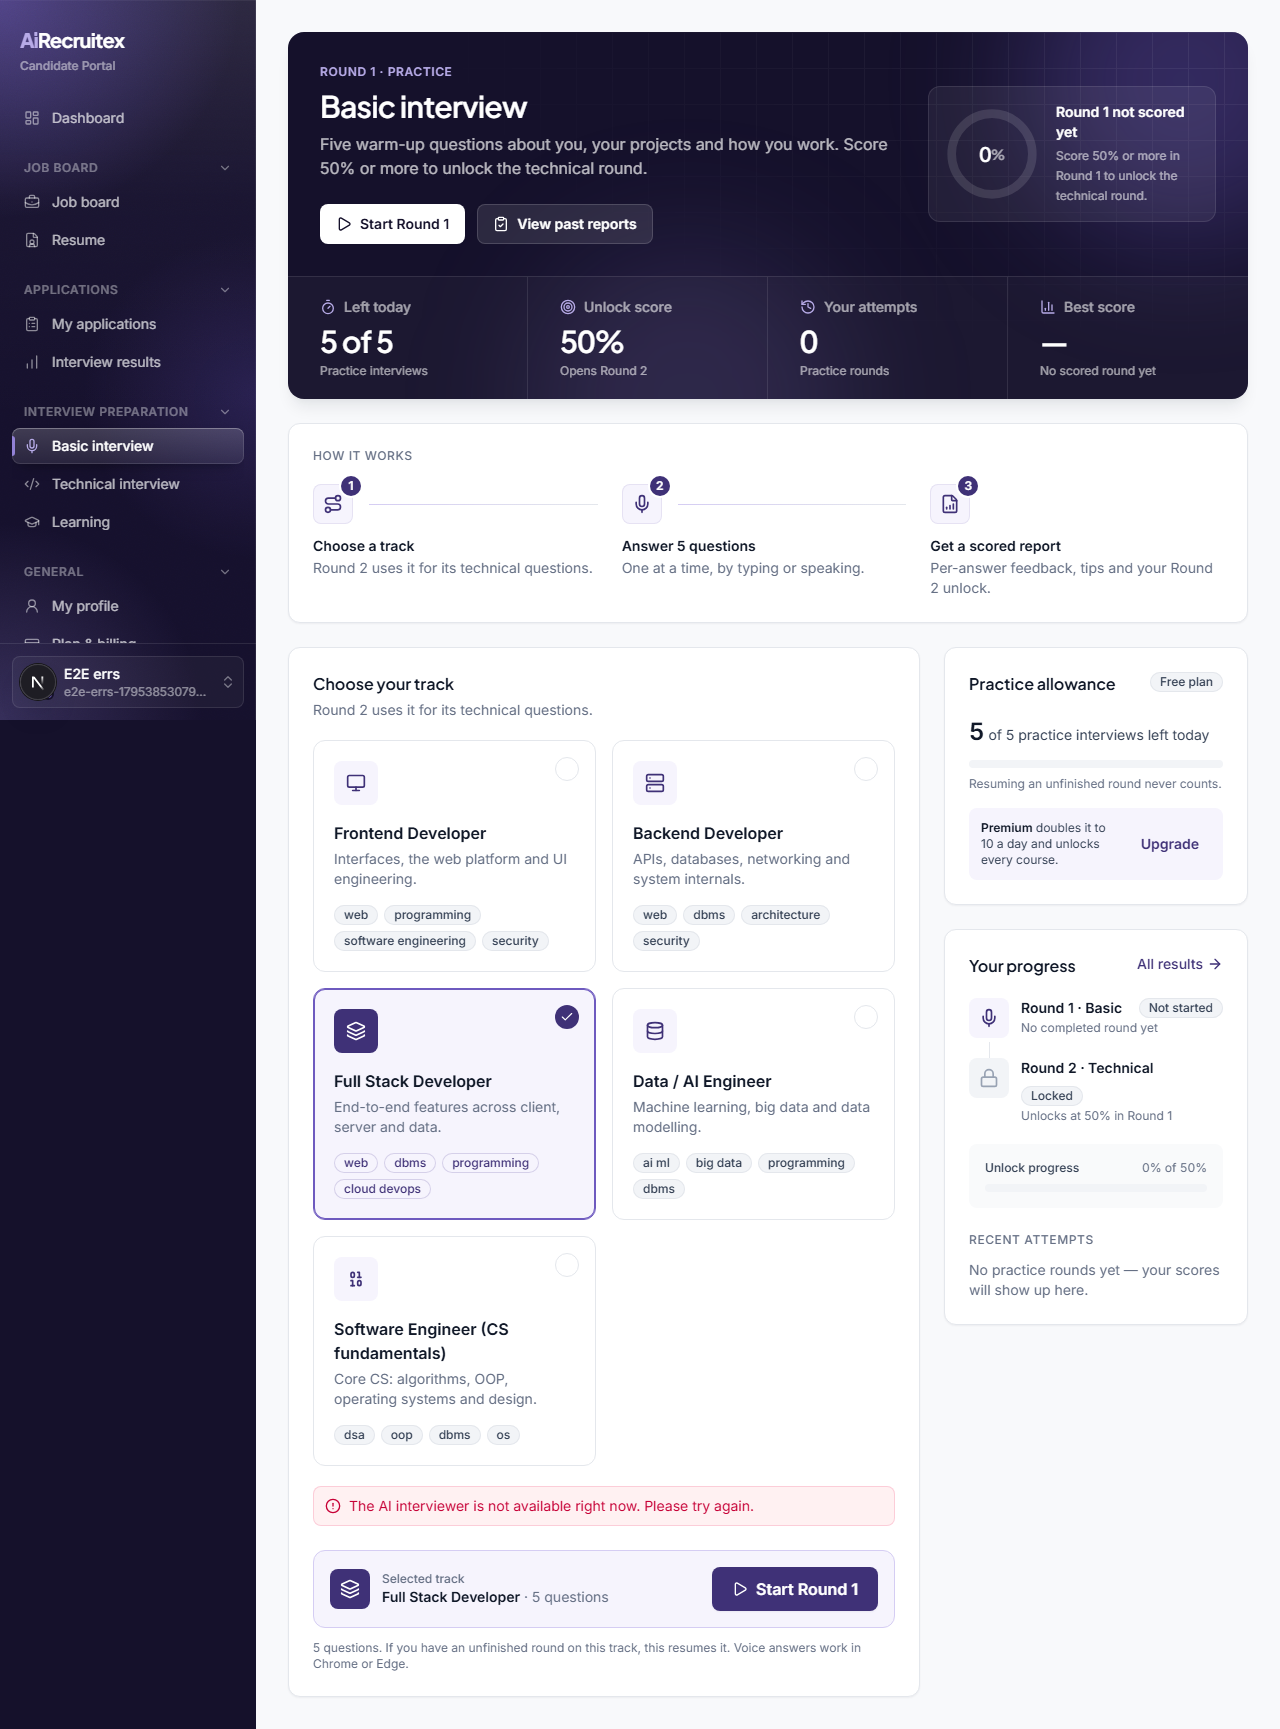 AiRecruitex
Candidate Portal
Dashboard
JOB BOARD
Job board
Resume
APPLICATIONS
My applications
Interview results
INTERVIEW PREPARATION
Basic interview
Technical interview
Learning
GENERAL
My profile
Plan & billing
N
E2E errs
e2e-errs-17953853079...
ROUND 1 · PRACTICE
Basic interview
Five warm-up questions about you, your projects and how you work. Score
50% or more to unlock the technical round.
Start Round 1
View past reports
0%
Round 1 not scored
yet
Score 50% or more in
Round 1 to unlock the
technical round.
Left today
5 of 5
Practice interviews
Unlock score
50%
Opens Round 2
Your attempts
0
Practice rounds
Best score
—
No scored round yet
HOW IT WORKS
1
Choose a track
Round 2 uses it for its technical questions.
2
Answer 5 questions
One at a time, by typing or speaking.
3
Get a scored report
Per-answer feedback, tips and your Round
2 unlock.
Choose your track
Round 2 uses it for its technical questions.
Frontend Developer
Interfaces, the web platform and UI
engineering.
web programming
software engineering security
Backend Developer
APIs, databases, networking and
system internals.
web dbms architecture
security
Full Stack Developer
End-to-end features across client,
server and data.
web dbms programming
cloud devops
Data / AI Engineer
Machine learning, big data and data
modelling.
ai ml big data programming
dbms
01
10
Software Engineer (CS
fundamentals)
Core CS: algorithms, OOP,
operating systems and design.
dsa oop dbms os
The AI interviewer is not available right now. Please try again.
Selected track
Full Stack Developer · 5 questions
Start Round 1
5 questions. If you have an unfinished round on this track, this resumes it. Voice answers work in
Chrome or Edge.
Practice allowance
Free plan
5 of 5 practice interviews left today
Resuming an unfinished round never counts.
Premium doubles it to
10 a day and unlocks
every course.
Upgrade
Your progress
All results
Round 1 · Basic
Not started
No completed round yet
Round 2 · Technical
Locked
Unlocks at 50% in Round 1
Unlock progress
0% of 50%
RECENT ATTEMPTS
No practice rounds yet — your scores
will show up here.